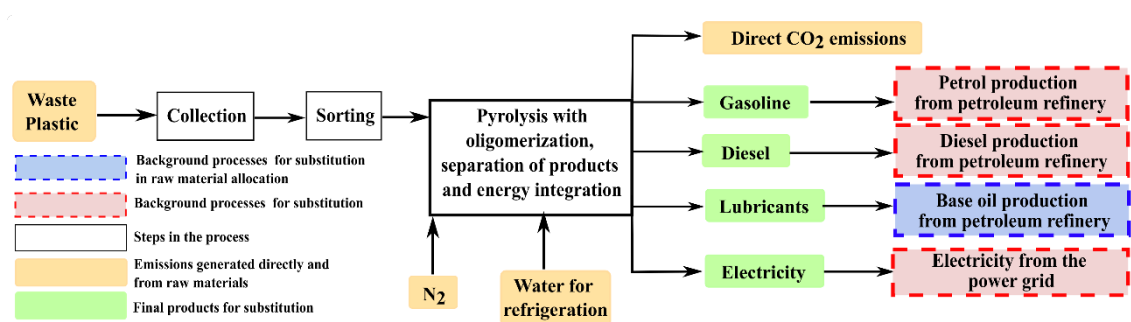 Waste
Plastic
Collection
Sorting
Pyrolysis with
oligomerization,
separation of products
and energy integration
N2
Water for
refrigeration
Direct CO2 emissions
Gasoline
Petrol production
from petroleum refinery
Diesel
Diesel production
from petroleum refinery
Lubricants
Base oil production
from petroleum refinery
Electricity
Electricity from the
power grid
Background processes for substitution
in raw material allocation
Background processes for substitution
Steps in the process
Emissions generated directly and
from raw materials
Final products for substitution